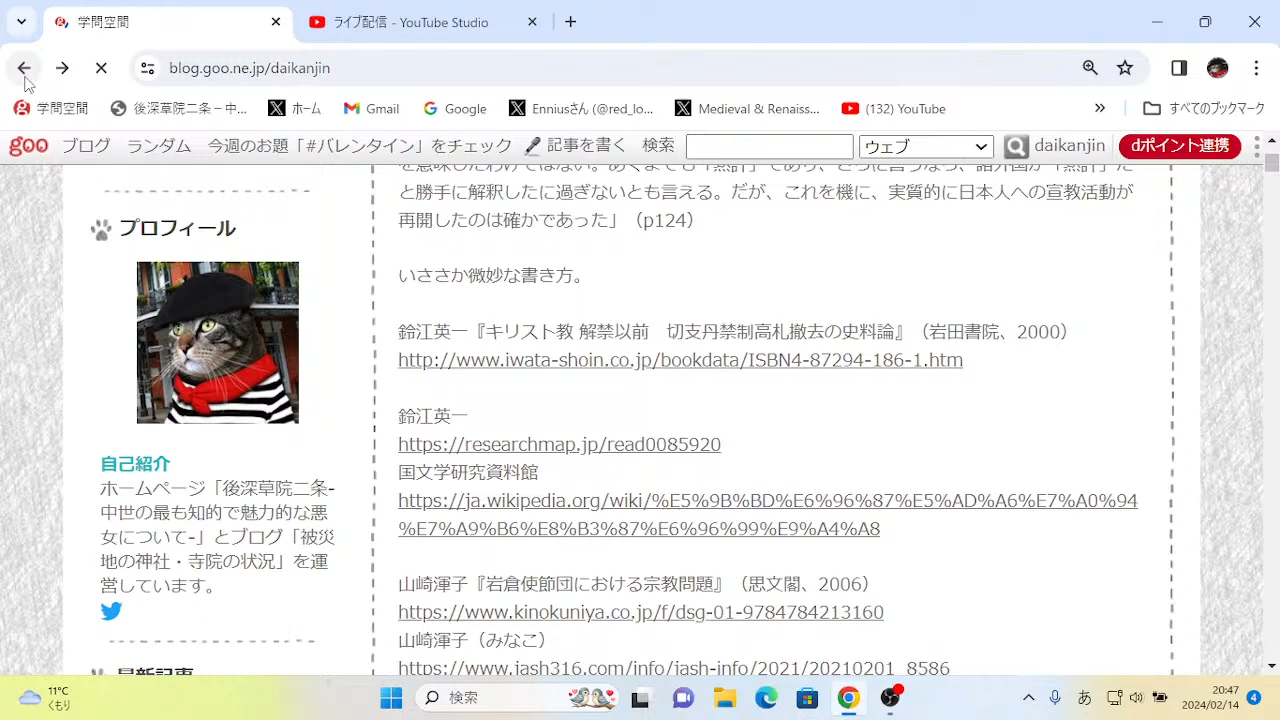 学問空間
ライブ配信 - YouTube Studio
blog.goo.ne.jp/daikanjin
学問空間
後深草院二条－中...
ホーム
Gmail
Google
Enniusさん (@red_lo...
Medieval & Renaiss...
(132) YouTube
すべてのブックマーク
goo ブログ ランダム 今週のお題「#バレンタイン」をチェック 記事を書く 検索 ウェブ daikanjin dポイント連携
と勝手に解釈したに過ぎないとも言える。だが、これを機に、実質的に日本人への宣教活動が
再開したのは確かであった」（p124）
いささか微妙な書き方。
鈴江英一『キリスト教 解禁以前　切支丹禁制高札撤去の史料論』（岩田書院、2000）
http://www.iwata-shoin.co.jp/bookdata/ISBN4-87294-186-1.htm
鈴江英一
https://researchmap.jp/read0085920
国文学研究資料館
https://ja.wikipedia.org/wiki/%E5%9B%BD%E6%96%87%E5%AD%A6%E7%A0%94
%E7%A9%B6%E8%B3%87%E6%96%99%E9%A4%A8
山崎渾子『岩倉使節団における宗教問題』（思文閣、2006）
https://www.kinokuniya.co.jp/f/dsg-01-9784784213160
山崎渾子（みなこ）
https://www.jash316.com/info/jash-info/2021/20210201_8586
プロフィール
自己紹介
ホームページ「後深草院二条-
中世の最も知的で魅力的な悪
女について-」とブログ「被災
地の神社・寺院の状況」を運
営しています。
最新記事
11°C
くもり
検索
あ
20:47
2024/02/14
4